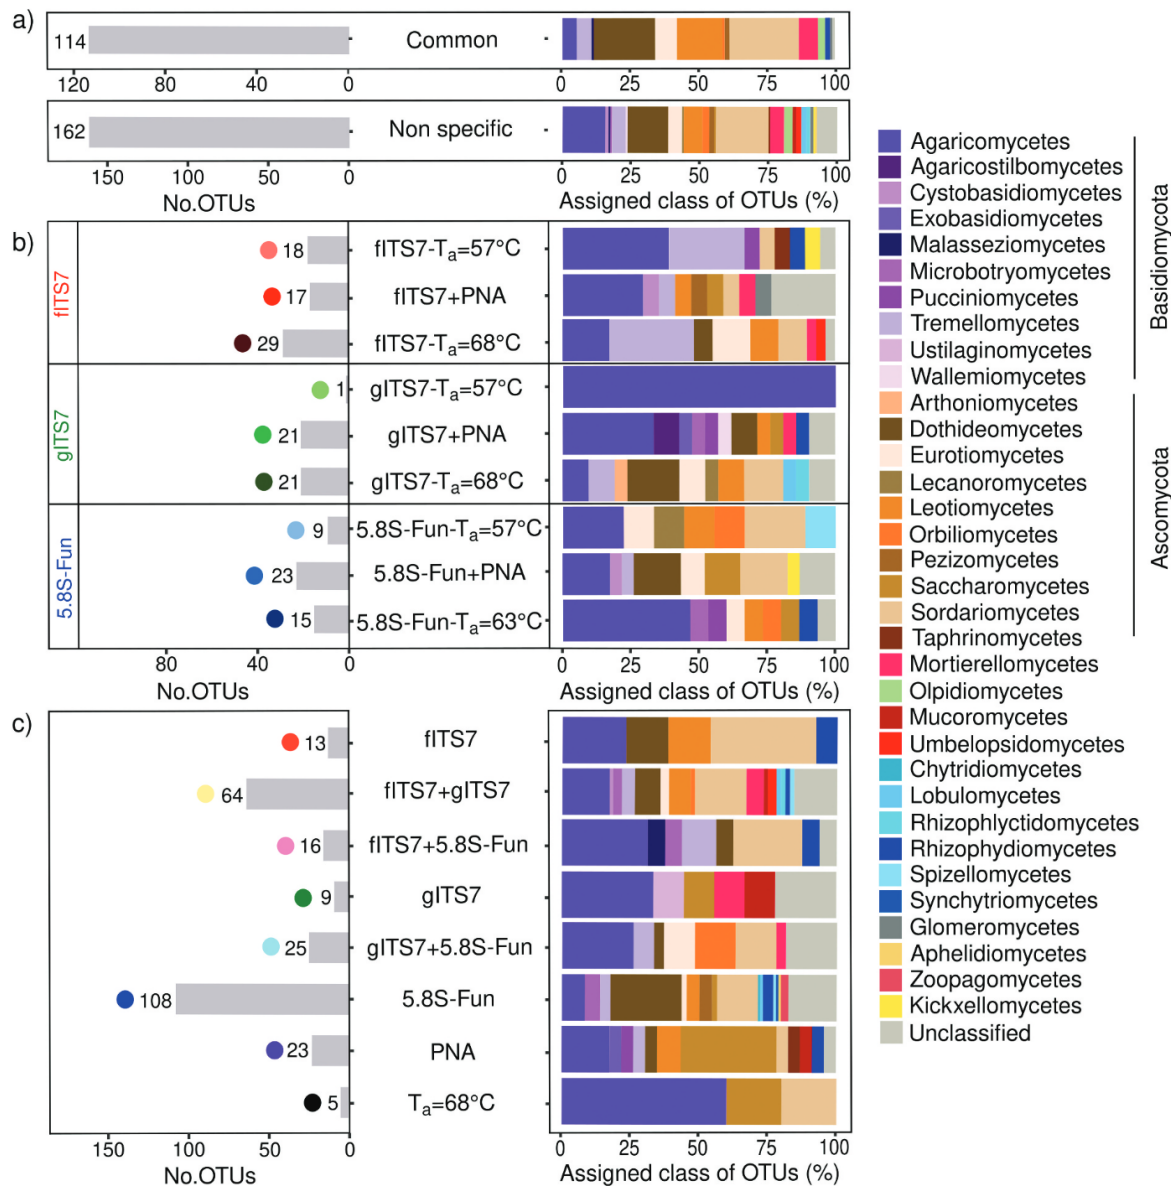 a)
114
Common
120 80 40 0
0 25 50 75 100
162
Non specific
150 100 50 0
0 25 50 75 100
No.OTUs
Assigned class of OTUs (%)
b)
fITS7
18
fITS7-Ta=57°C
17
fITS7+PNA
29
fITS7-Ta=68°C
gITS7
1
gITS7-Ta=57°C
21
gITS7+PNA
21
gITS7-Ta=68°C
5.8S-Fun
9
5.8S-Fun-Ta=57°C
23
5.8S-Fun+PNA
15
5.8S-Fun-Ta=63°C
80 40 0
0 25 50 75 100
No.OTUs
Assigned class of OTUs (%)
c)
13
fITS7
64
fITS7+gITS7
16
fITS7+5.8S-Fun
9
gITS7
25
gITS7+5.8S-Fun
108
5.8S-Fun
23
PNA
5
Ta=68°C
150 100 50 0
0 25 50 75 100
No.OTUs
Assigned class of OTUs (%)
Agaricomycetes
Agaricostilbomycetes
Cystobasidiomycetes
Exobasidiomycetes
Malasseziomycetes
Microbotryomycetes
Pucciniomycetes
Tremellomycetes
Ustilaginomycetes
Wallemiomycetes
Arthoniomycetes
Dothideomycetes
Eurotiomycetes
Lecanoromycetes
Leotiomycetes
Orbiliomycetes
Pezizomycetes
Saccharomycetes
Sordariomycetes
Taphrinomycetes
Mortierellomycetes
Olpidiomycetes
Mucoromycetes
Umbelopsidomycetes
Chytridiomycetes
Lobulomycetes
Rhizophlyctidomycetes
Rhizophydiomycetes
Spizellomycetes
Synchytriomycetes
Glomeromycetes
Aphelidiomycetes
Zoopagomycetes
Kickxellomycetes
Unclassified
Basidiomycota
Ascomycota